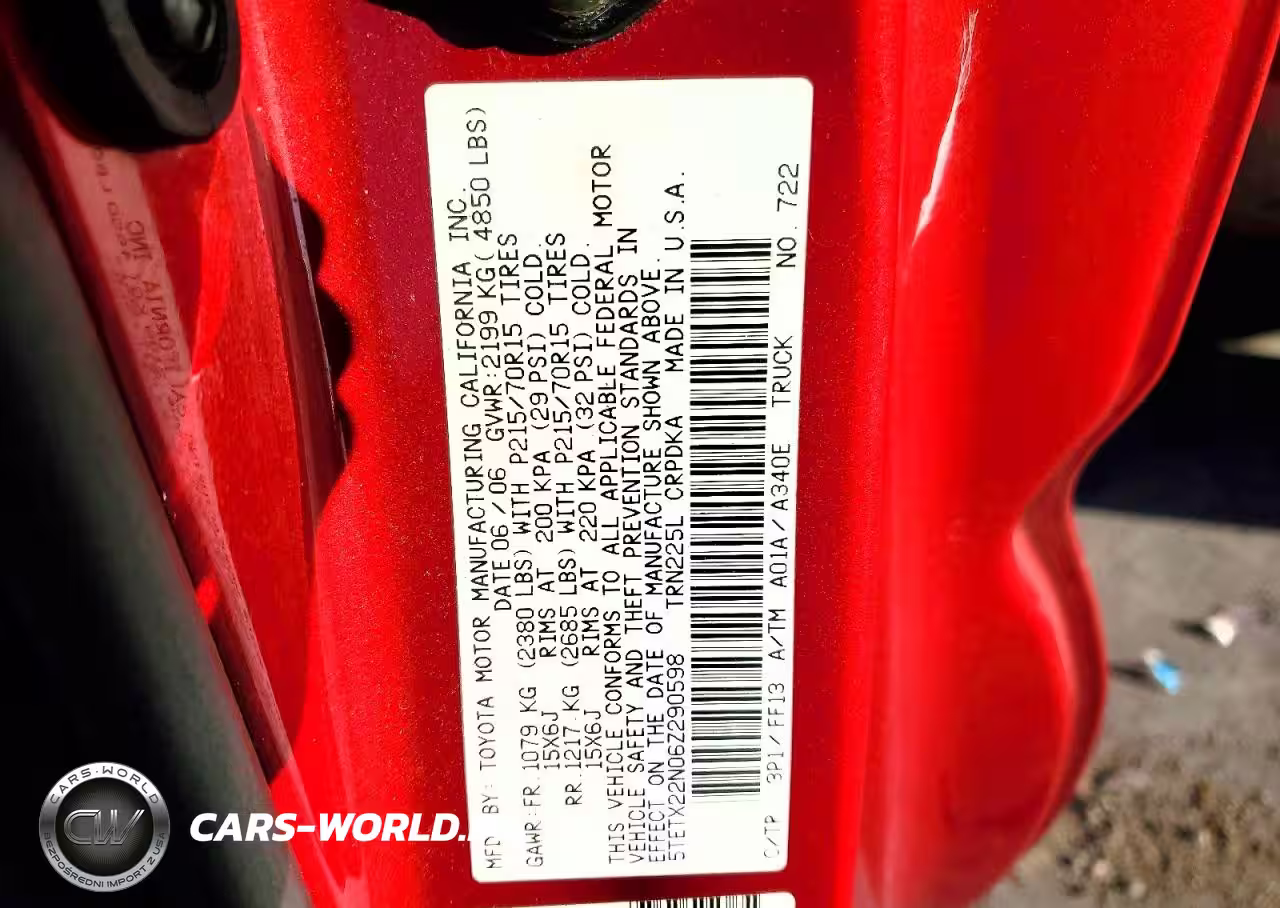 MFD BY: TOYOTA MOTOR MANUFACTURING CALIFORNIA INC.
DATE 06/06 GVWR:2199 KG( 4850 LBS)
GAWR:FR.1079 KG (2380 LBS) WITH P215/70R15 TIRES
15X6J RIMS AT 200 KPA (29 PSI) COLD.
RR.1217 KG (2685 LBS) WITH P215/70R15 TIRES
15X6J RIMS AT 220 KPA (32 PSI) COLD.
THIS VEHICLE CONFORMS TO ALL APPLICABLE FEDERAL MOTOR
VEHICLE SAFETY AND THEFT PREVENTION STANDARDS IN
EFFECT ON THE DATE OF MANUFACTURE SHOWN ABOVE.
5TETX22N06Z290598 TRN225L CRPDKA MADE IN U.S.A.
C/TP 3P1/FF13 A/TM A01A/A340E TRUCK NO. 722
CARS-WORLD
CW
BEZPOŚREDNI IMPORT Z USA
CARS-WORLD.